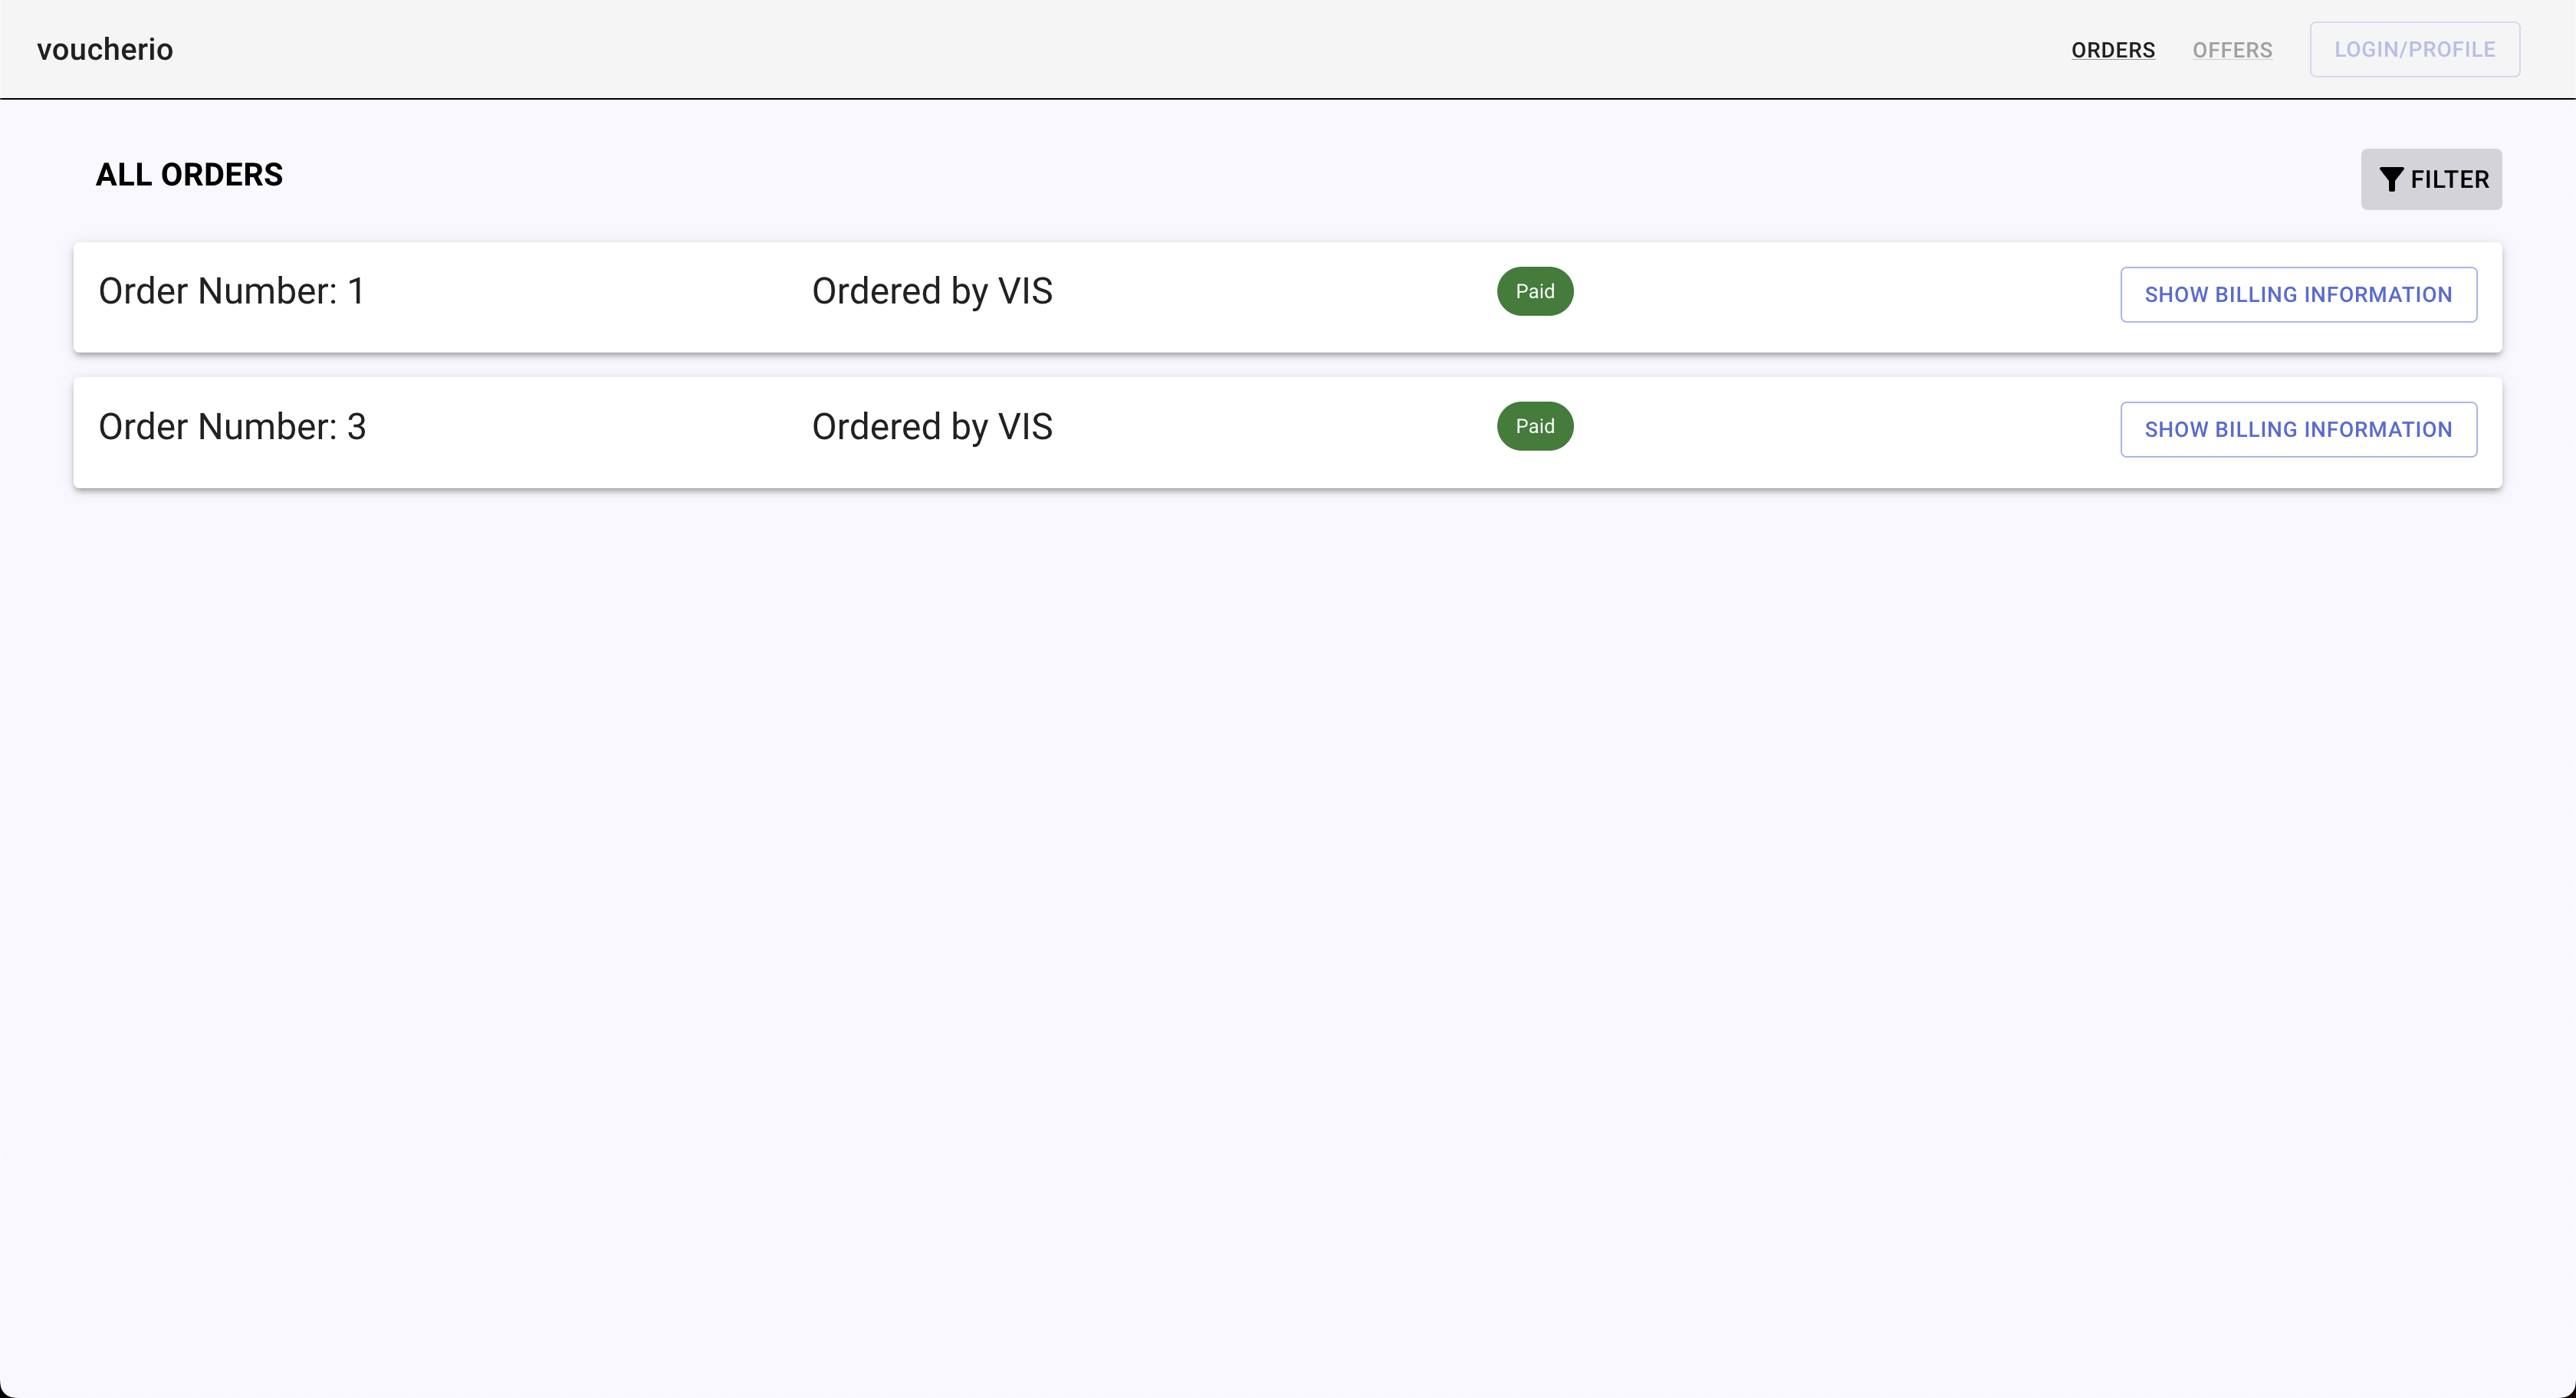 voucherio
ORDERS OFFERS LOGIN/PROFILE
ALL ORDERS
FILTER
Order Number: 1 Ordered by VIS Paid SHOW BILLING INFORMATION
Order Number: 3 Ordered by VIS Paid SHOW BILLING INFORMATION